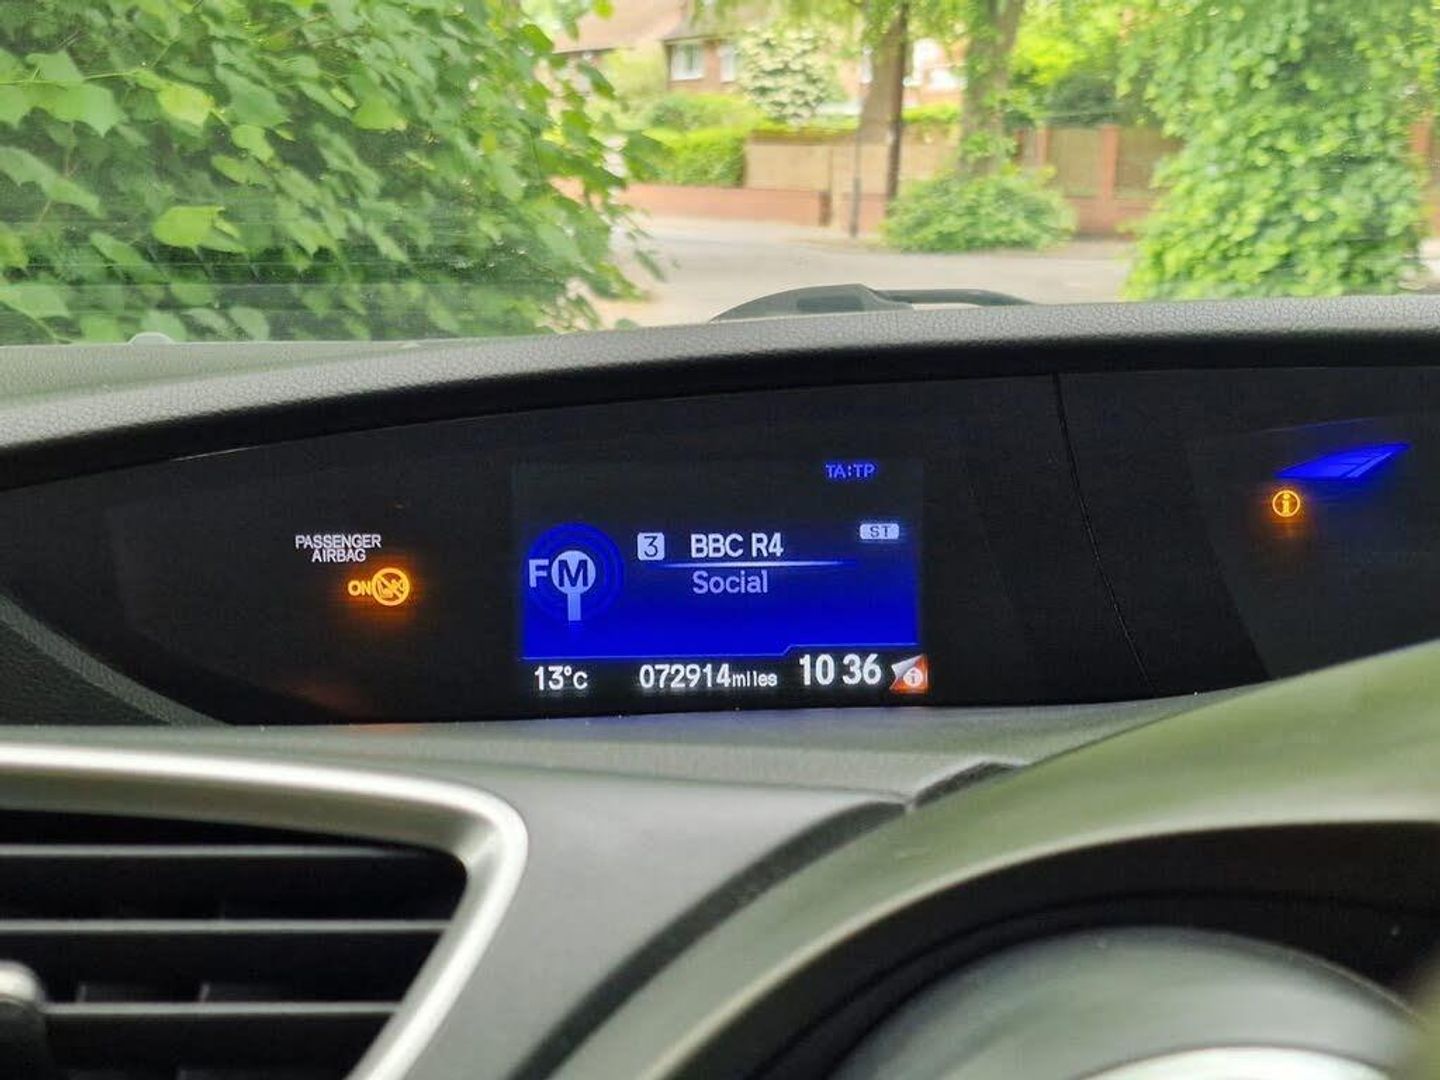 TA:TP
PASSENGER
AIRBAG
ON
FM
3 BBC R4 ST
Social
13°C 072914miles 10 36 i
i